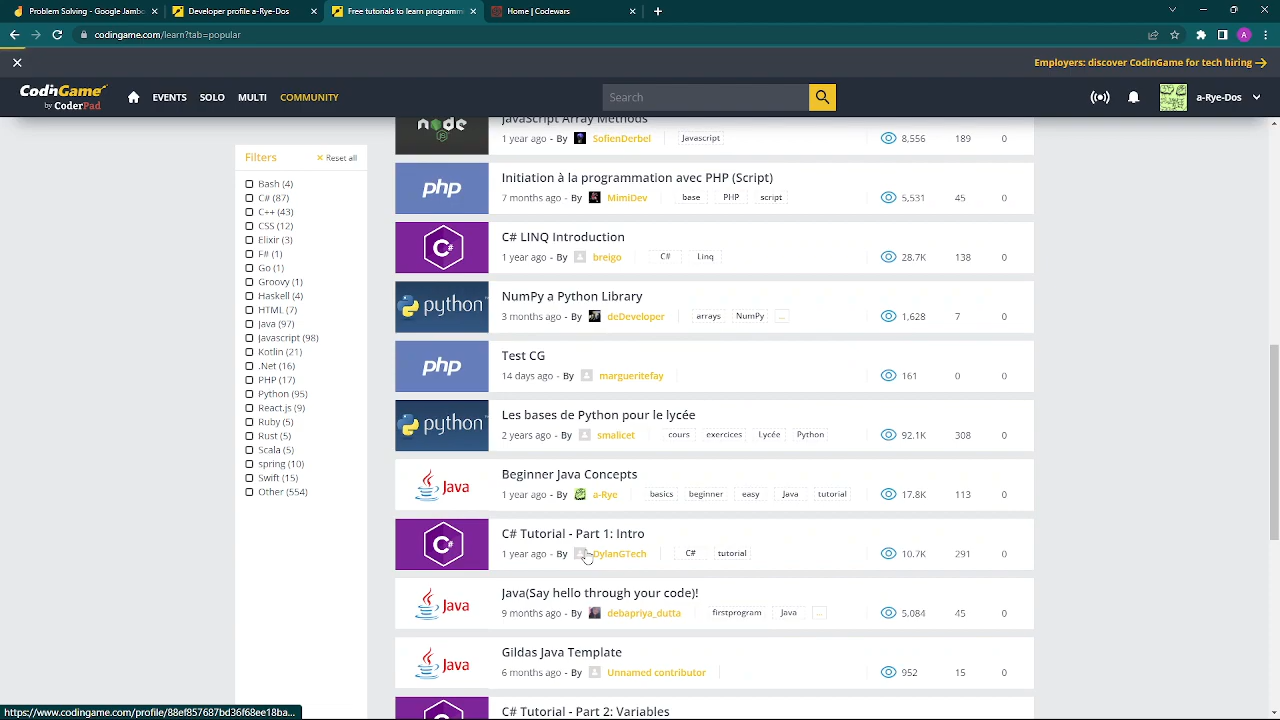 Problem Solving - Google Jambo
Developer profile a-Rye-Dos
Free tutorials to learn programm
Home | Codewars
codingame.com/learn?tab=popular
A
Employers: discover CodinGame for tech hiring
CodinGame
by CoderPad
EVENTS SOLO MULTI COMMUNITY
Search
a-Rye-Dos
Filters Reset all
Bash (4)
C# (87)
C++ (43)
CSS (12)
Elixir (3)
F# (1)
Go (1)
Groovy (1)
Haskell (4)
HTML (7)
Java (97)
Javascript (98)
Kotlin (21)
.Net (16)
PHP (17)
Python (95)
React.js (9)
Ruby (5)
Rust (5)
Scala (5)
spring (10)
Swift (15)
Other (554)
node
JavaScript Array Methods
1 year ago - By SofienDerbel Javascript 8,556 189 0
php
Initiation à la programmation avec PHP (Script)
7 months ago - By MimiDev base PHP script 5,531 45 0
C#
C# LINQ Introduction
1 year ago - By breigo C# Linq 28.7K 138 0
python
NumPy a Python Library
3 months ago - By deDeveloper arrays NumPy ... 1,628 7 0
php
Test CG
14 days ago - By margueritefay 161 0 0
python
Les bases de Python pour le lycée
2 years ago - By smalicet cours exercices Lycée Python 92.1K 308 0
Java
Beginner Java Concepts
1 year ago - By a-Rye basics beginner easy Java tutorial 17.8K 113 0
C#
C# Tutorial - Part 1: Intro
1 year ago - By DylanGTech C# tutorial 10.7K 291 0
Java
Java(Say hello through your code)!
9 months ago - By debapriya_dutta firstprogram Java ... 5,084 45 0
Java
Gildas Java Template
6 months ago - By Unnamed contributor 952 15 0
C# Tutorial - Part 2: Variables
https://www.codingame.com/profile/88ef857687bd36f68ee18ba...